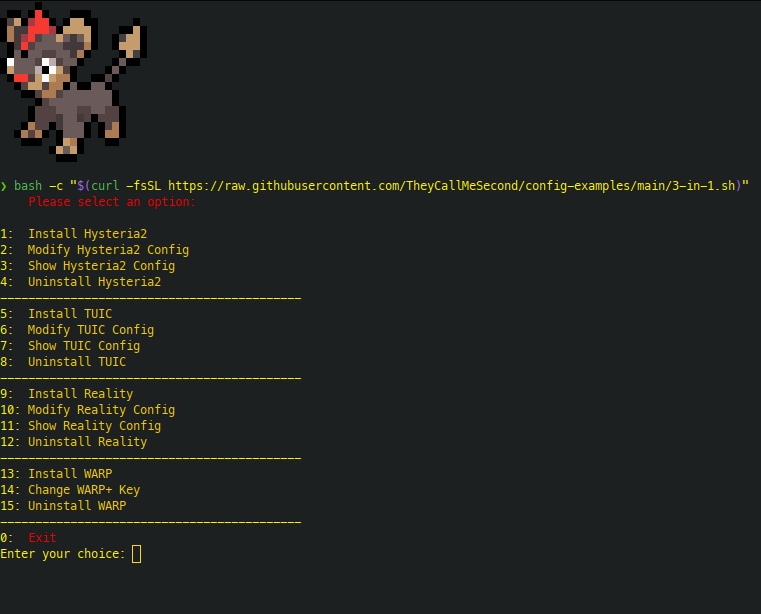 ❯ bash -c "$(curl -fsSL https://raw.githubusercontent.com/TheyCallMeSecond/config-examples/main/3-in-1.sh)"
Please select an option:
1: Install Hysteria2
2: Modify Hysteria2 Config
3: Show Hysteria2 Config
4: Uninstall Hysteria2
-------------------------------------------
5: Install TUIC
6: Modify TUIC Config
7: Show TUIC Config
8: Uninstall TUIC
-------------------------------------------
9: Install Reality
10: Modify Reality Config
11: Show Reality Config
12: Uninstall Reality
-------------------------------------------
13: Install WARP
14: Change WARP+ Key
15: Uninstall WARP
-------------------------------------------
0: Exit
Enter your choice: